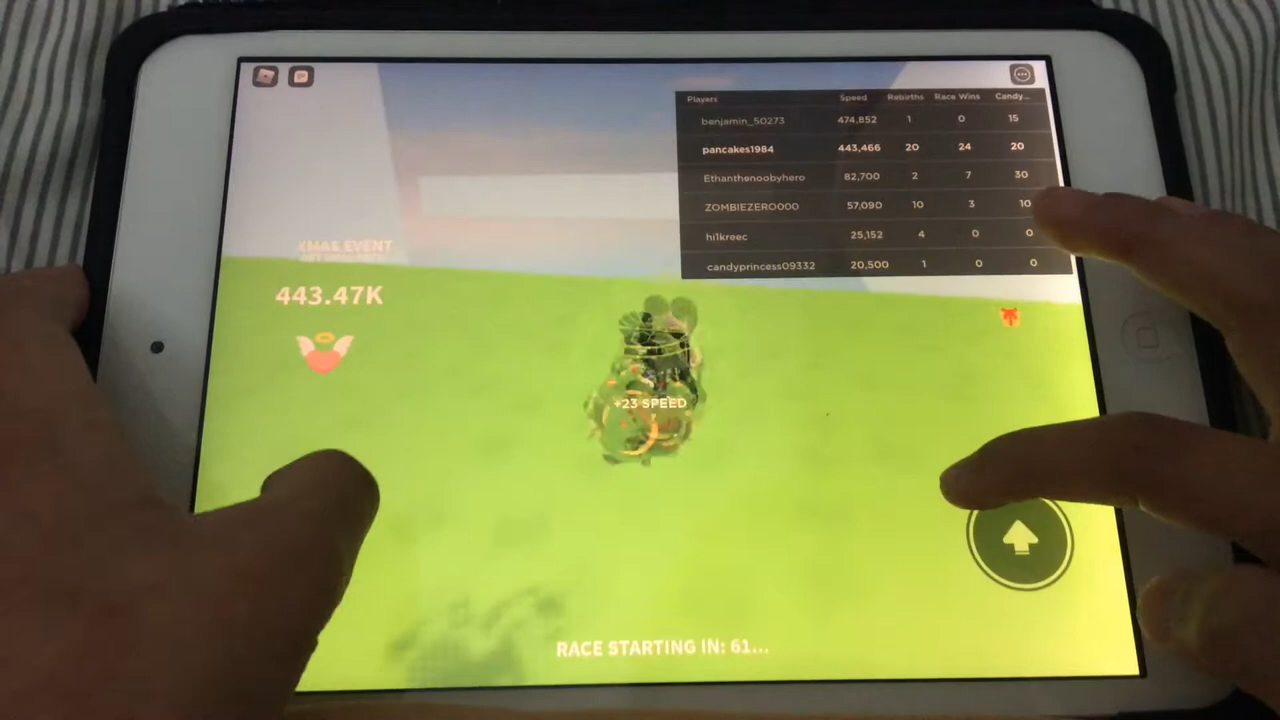 Players Speed Rebirths Race Wins Candy...
benjamin_50273 474,852 1 0 15
pancakes1984 443,466 20 24 20
Ethanthenoobyhero 82,700 2 7 30
ZOMBIEZERO000 57,090 10 3 10
hi1kreec 25,152 4 0 0
candyprincess09332 20,500 1 0 0
XMAS EVENT
443.47K
+23 SPEED
RACE STARTING IN: 61...